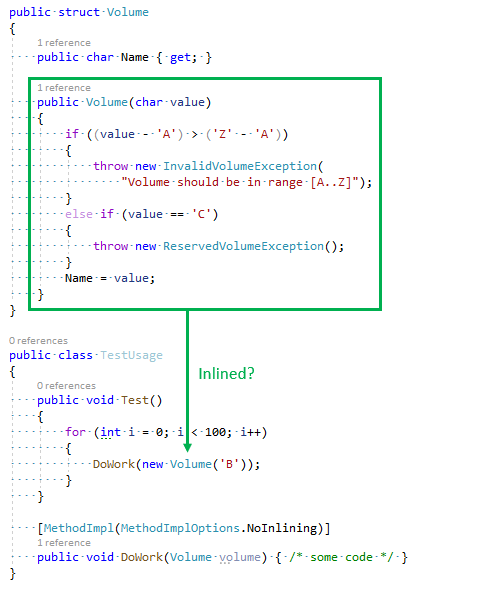 public struct Volume
{
1 reference
public char Name { get; }
1 reference
public Volume(char value)
{
if ((value - 'A') > ('Z' - 'A'))
{
throw new InvalidVolumeException(
"Volume should be in range [A..Z]");
}
else if (value == 'C')
{
throw new ReservedVolumeException();
}
Name = value;
}
}
0 references
public class TestUsage
{
Inlined?
0 references
public void Test()
{
for (int i = 0; i < 100; i++)
{
DoWork(new Volume('B'));
}
}
[MethodImpl(MethodImplOptions.NoInlining)]
1 reference
public void DoWork(Volume volume) { /* some code */ }
}